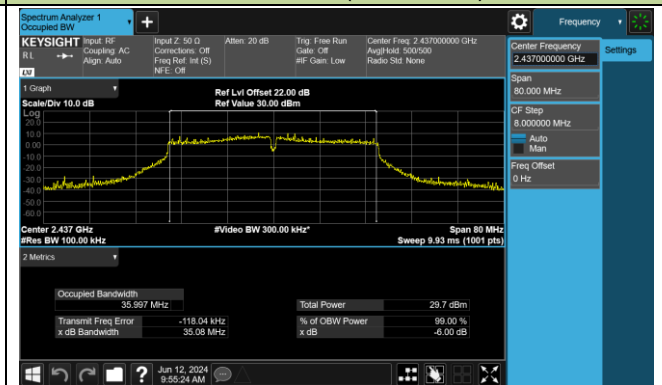 Spectrum Analyzer 1
Occupied BW
+
Frequency
KEYSIGHT
RL
LXI
Input: RF
Coupling: AC
Align: Auto
Input Z: 50 Ω
Corrections: Off
Freq Ref: Int (S)
NFE: Off
Atten: 20 dB
Trig: Free Run
Gate: Off
#IF Gain: Low
Center Freq: 2.437000000 GHz
Avg|Hold: 500/500
Radio Std: None
Center Frequency
2.437000000 GHz
Settings
Span
80.000 MHz
CF Step
8.000000 MHz
Auto
Man
Freq Offset
0 Hz
1 Graph
Scale/Div 10.0 dB
Ref Lvl Offset 22.00 dB
Ref Value 30.00 dBm
Log
20.0
10.0
0.00
-10.0
-20.0
-30.0
-40.0
-50.0
-60.0
Center 2.437 GHz
#Video BW 300.00 kHz*
Span 80 MHz
#Res BW 100.00 kHz
Sweep 9.93 ms (1001 pts)
2 Metrics
Occupied Bandwidth
35.997 MHz
Total Power 29.7 dBm
Transmit Freq Error -118.04 kHz
% of OBW Power 99.00 %
x dB Bandwidth 35.08 MHz
x dB -6.00 dB
?
Jun 12, 2024
9:55:24 AM